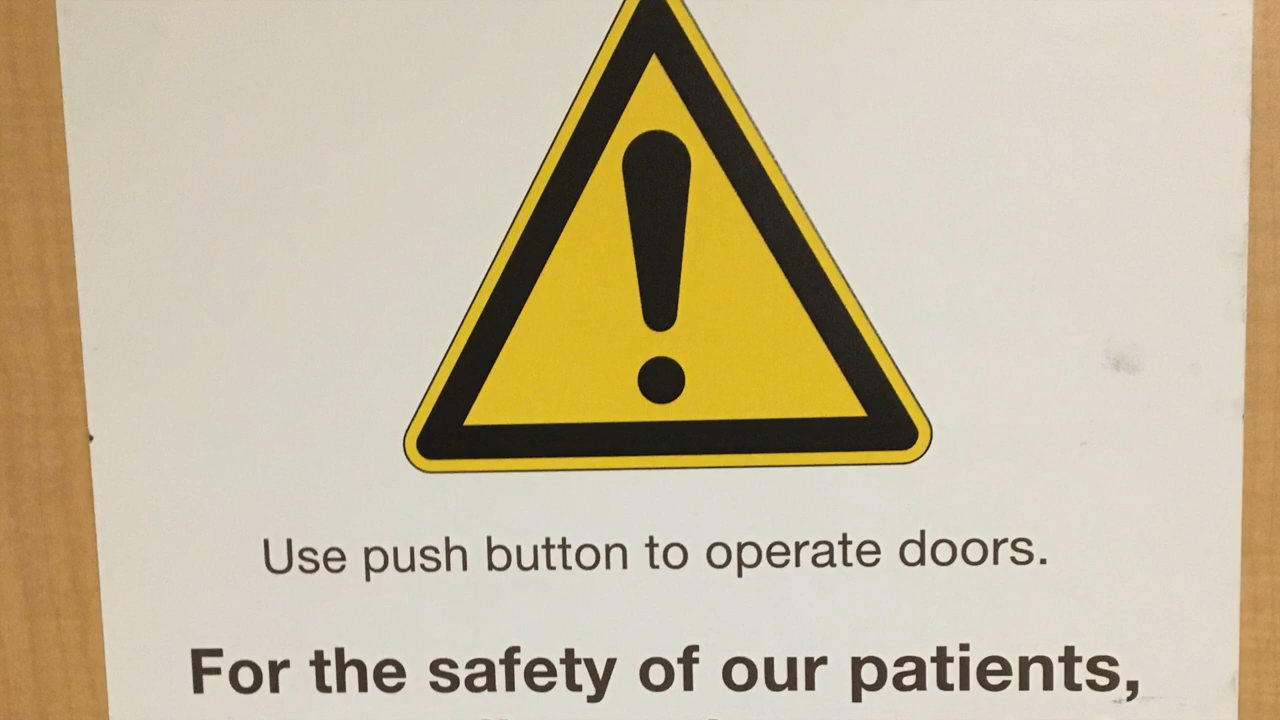 Use push button to operate doors.
For the safety of our patients,